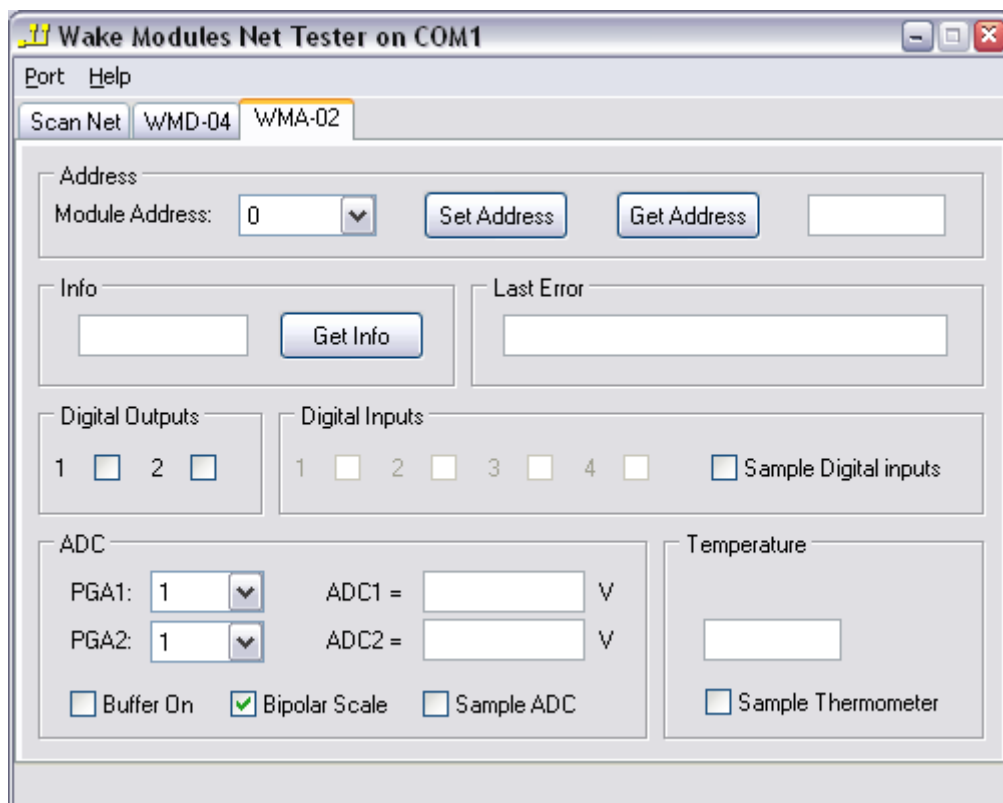 Wake Modules Net Tester on COM1
Port Help
Scan Net WMD-04 WMA-02
Address
Module Address: 0 Set Address Get Address
Info Last Error
Get Info
Digital Outputs Digital Inputs
1 2 1 2 3 4 Sample Digital inputs
ADC Temperature
PGA1: 1 ADC1 = V
PGA2: 1 ADC2 = V
Buffer On Bipolar Scale Sample ADC Sample Thermometer